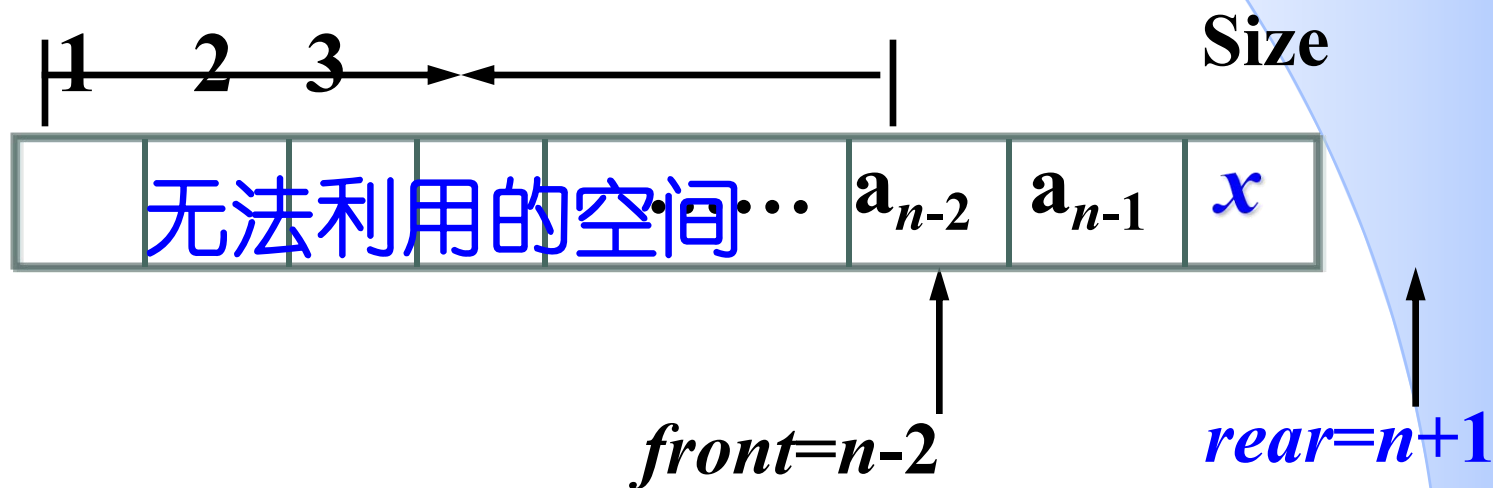 1 2 3 Size
无法利用的空间 …… aₙ₋₂ aₙ₋₁ x
front=n-2 rear=n+1